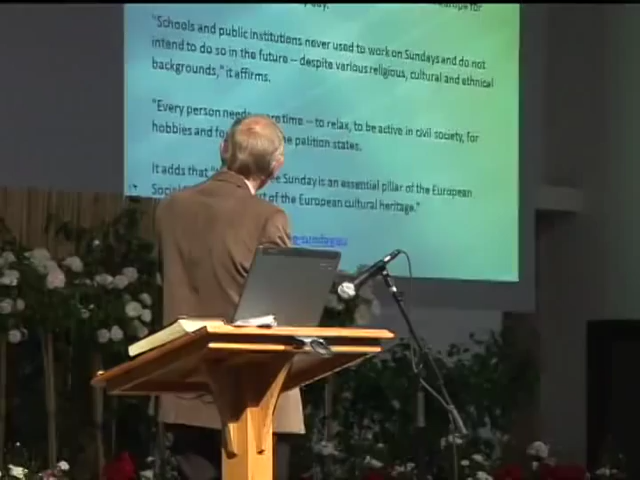 "Schools and public institutions never used to work on Sundays and do not
intend to do so in the future – despite various religious, cultural and ethnical
backgrounds," it affirms.
"Every person needs more time – to relax, to be active in civil society, for
hobbies and fo the palition states.
It adds that Sunday is an essential pillar of the European
Soci t of the European cultural heritage."